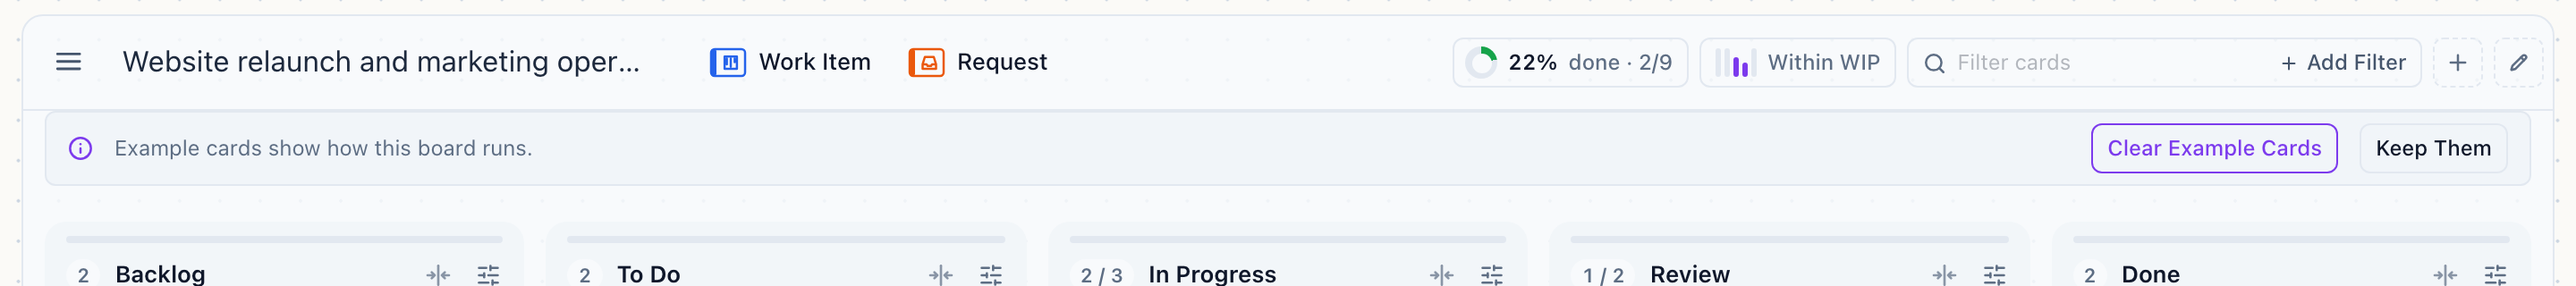 Website relaunch and marketing oper... Work Item Request 22% done · 2/9 Within WIP Filter cards + Add Filter
Example cards show how this board runs. Clear Example Cards Keep Them
2 Backlog 2 To Do 2 / 3 In Progress 1 / 2 Review 2 Done